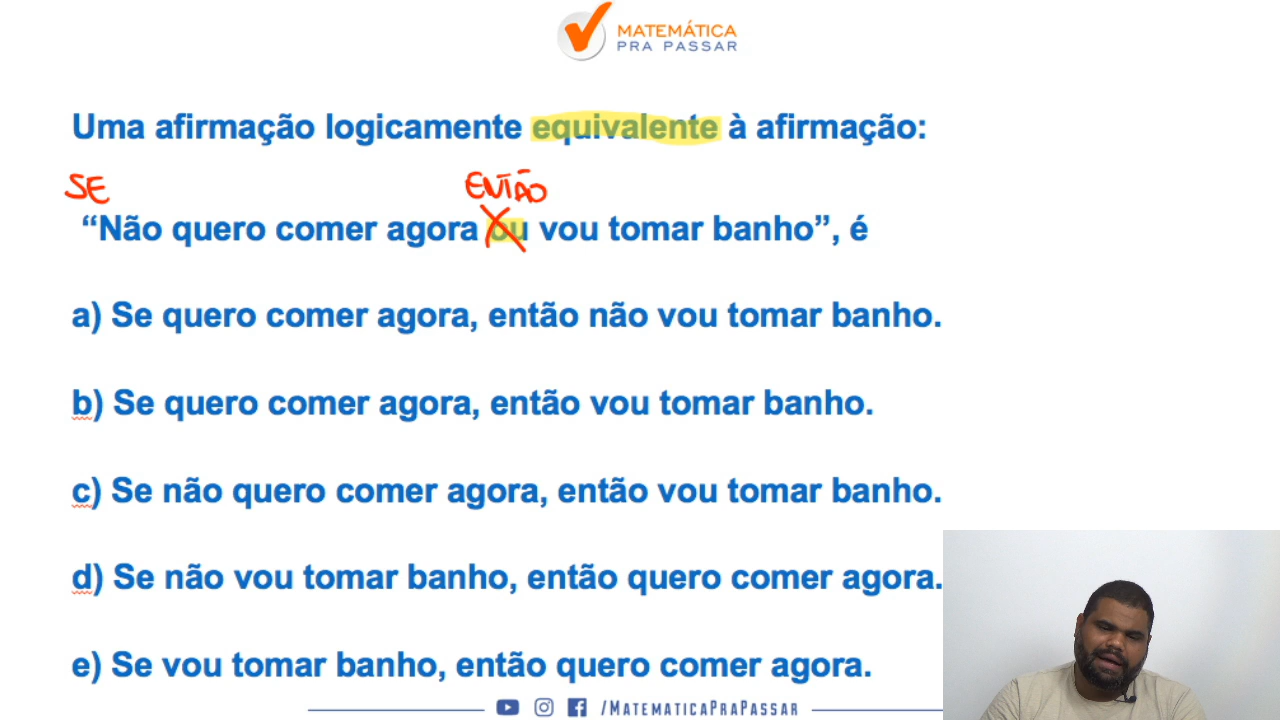 MATEMÁTICA
PRA PASSAR
Uma afirmação logicamente equivalente à afirmação:
SE ENTÃO
“Não quero comer agora ou vou tomar banho”, é
a) Se quero comer agora, então não vou tomar banho.
b) Se quero comer agora, então vou tomar banho.
c) Se não quero comer agora, então vou tomar banho.
d) Se não vou tomar banho, então quero comer agora.
e) Se vou tomar banho, então quero comer agora.
/MATEMATICAPRAPASSAR